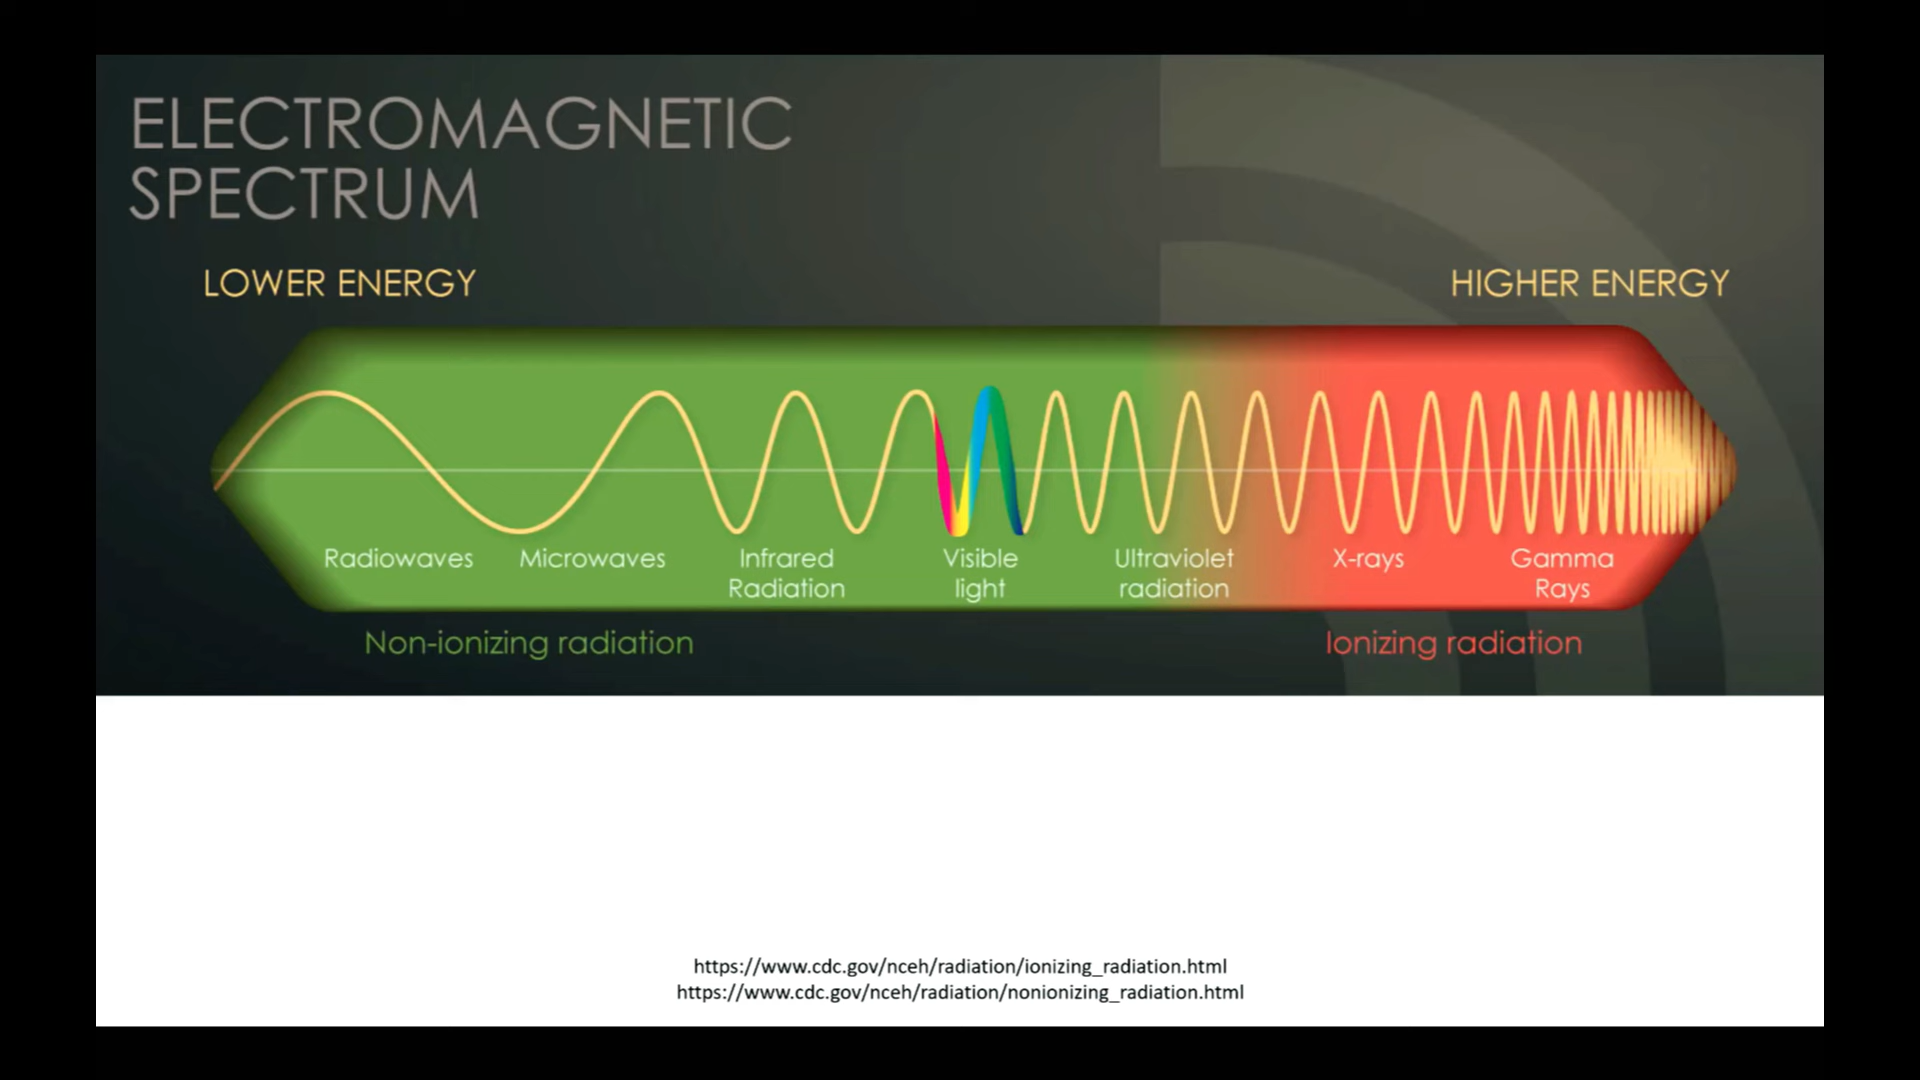 ELECTROMAGNETIC
SPECTRUM
LOWER ENERGY
HIGHER ENERGY
Radiowaves
Microwaves
Infrared
Radiation
Visible
light
Ultraviolet
radiation
X-rays
Gamma
Rays
Non-ionizing radiation
Ionizing radiation
https://www.cdc.gov/nceh/radiation/ionizing_radiation.html
https://www.cdc.gov/nceh/radiation/nonionizing_radiation.html